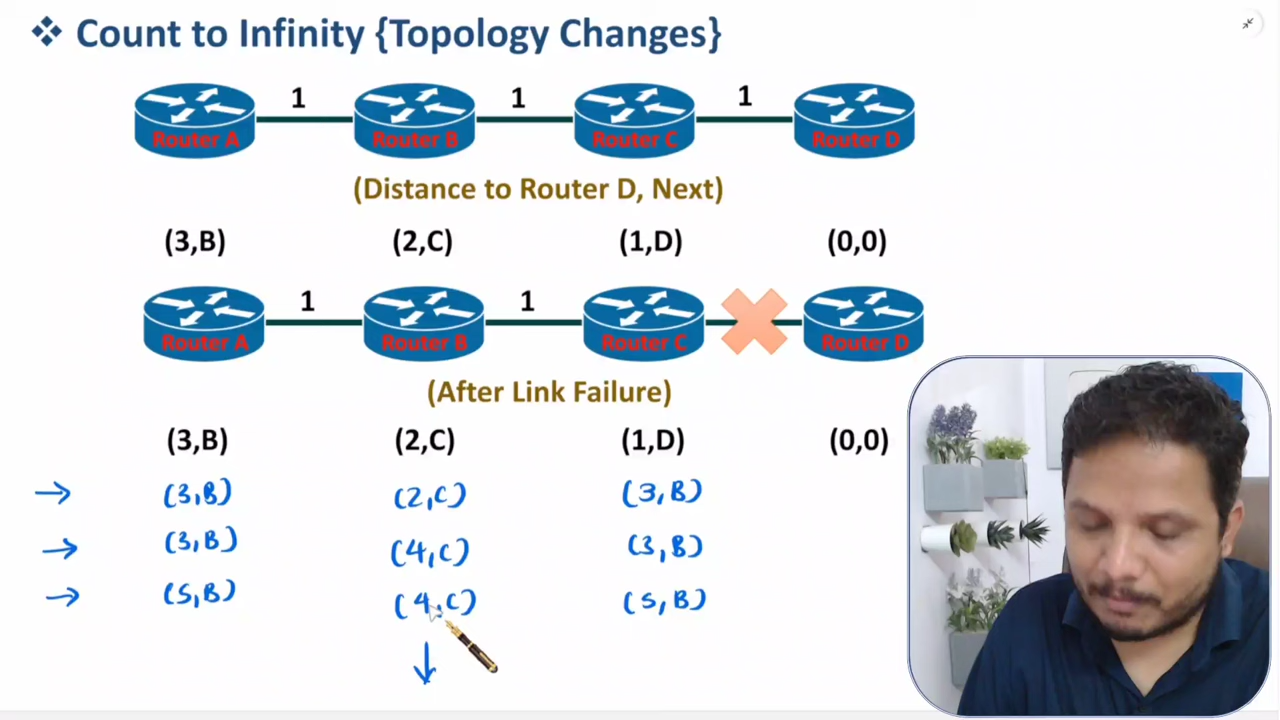 ❖ Count to Infinity {Topology Changes}
1 1 1
Router A Router B Router C Router D
(Distance to Router D, Next)
(3,B) (2,C) (1,D) (0,0)
1 1
Router A Router B Router C Router D
(After Link Failure)
(3,B) (2,C) (1,D) (0,0)
→ (3,B) (2,C) (3,B)
→ (3,B) (4,C) (3,B)
→ (5,B) (4,C) (5,B)
↓